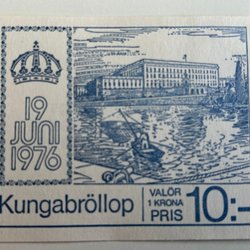 19
JUNI
1976
Kungabröllop
VALÖR
1 KRONA
PRIS 10:-